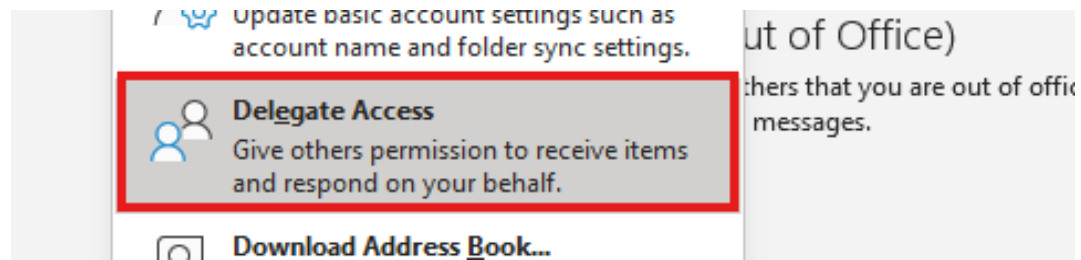 Update basic account settings such as
account name and folder sync settings.
Delegate Access
Give others permission to receive items
and respond on your behalf.
Download Address Book...
ut of Office)
thers that you are out of offic
messages.